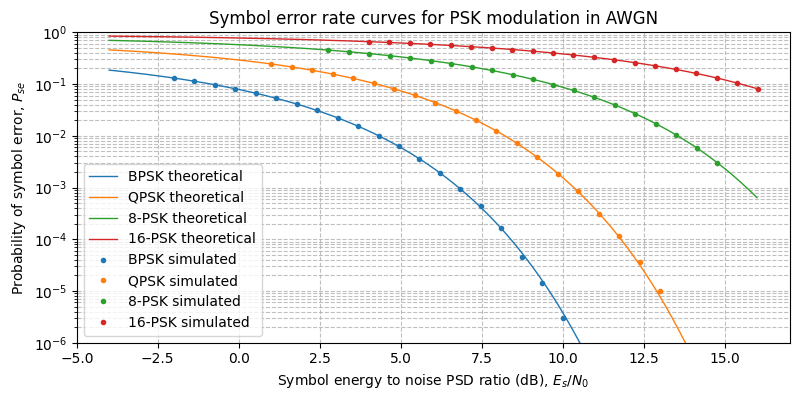 Symbol error rate curves for PSK modulation in AWGN
Probability of symbol error, P_se
10^0
10^−1
10^−2
10^−3
10^−4
10^−5
10^−6
BPSK theoretical
QPSK theoretical
8-PSK theoretical
16-PSK theoretical
BPSK simulated
QPSK simulated
8-PSK simulated
16-PSK simulated
−5.0 −2.5 0.0 2.5 5.0 7.5 10.0 12.5 15.0
Symbol energy to noise PSD ratio (dB), E_s/N_0